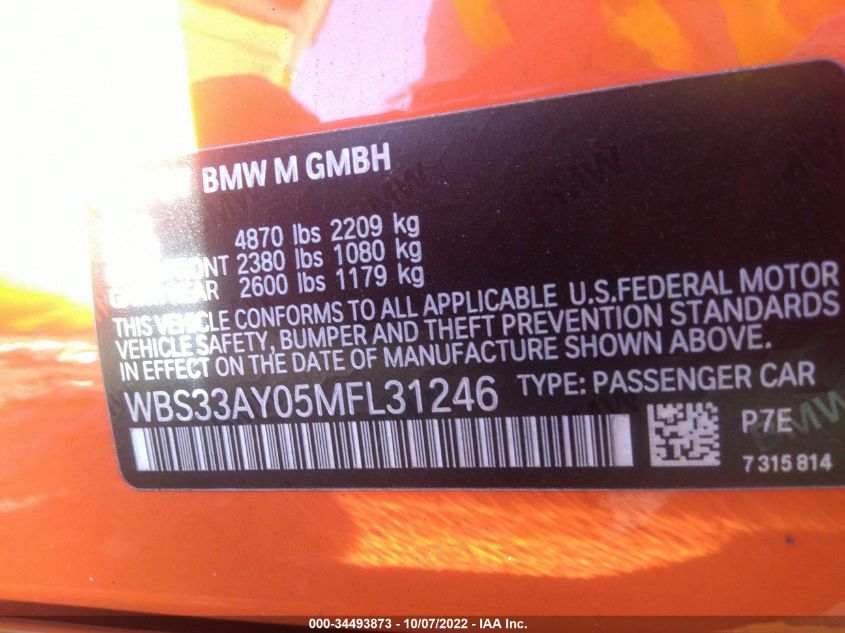 BMW M GMBH
4870 lbs 2209 kg
NT 2380 lbs 1080 kg
2600 lbs 1179 kg
THIS VEHICLE CONFORMS TO ALL APPLICABLE U.S.FEDERAL MOTOR
VEHICLE SAFETY, BUMPER AND THEFT PREVENTION STANDARDS
IN EFFECT ON THE DATE OF MANUFACTURE SHOWN ABOVE.
WBS33AY05MFL31246 TYPE: PASSENGER CAR
P7E
7 315 814
000-34493873 - 10/07/2022 - IAA Inc.